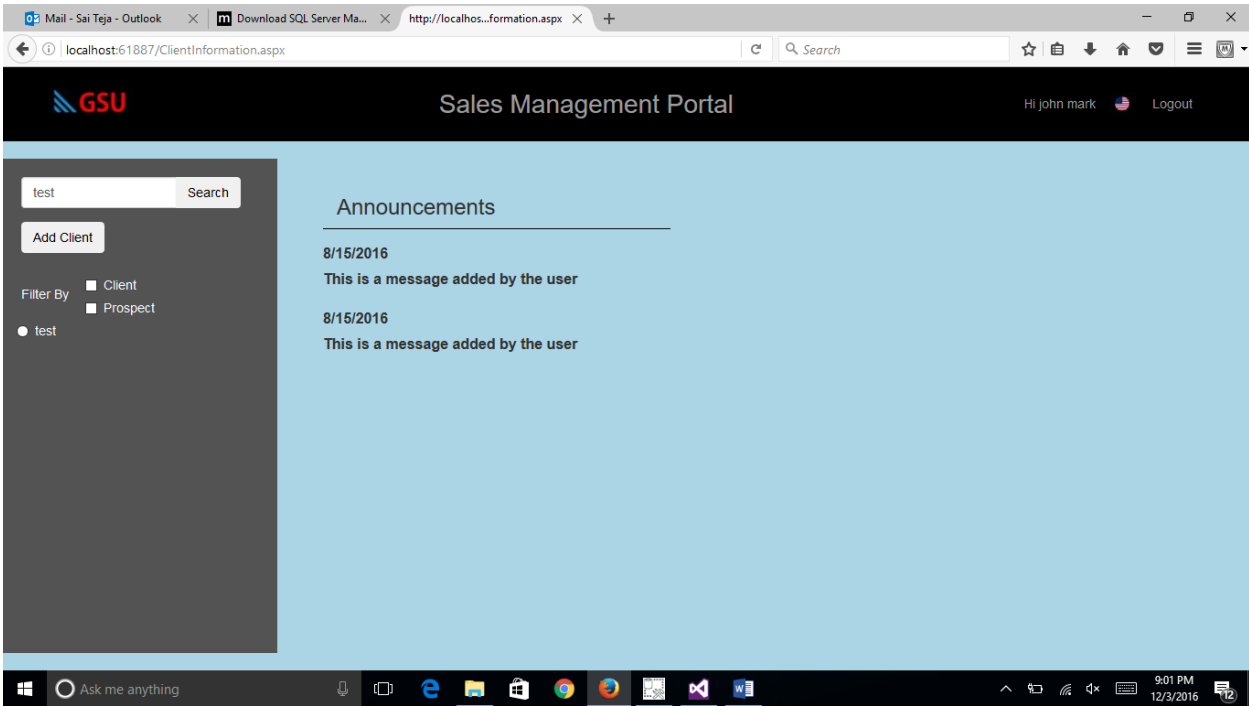 Mail - Sai Teja - Outlook
Download SQL Server Ma...
http://localhos...formation.aspx
localhost:61887/ClientInformation.aspx
Search
GSU
Sales Management Portal
Hi john mark
Logout
test
Search
Add Client
Filter By
Client
Prospect
test
Announcements
8/15/2016
This is a message added by the user
8/15/2016
This is a message added by the user
Ask me anything
9:01 PM
12/3/2016
12